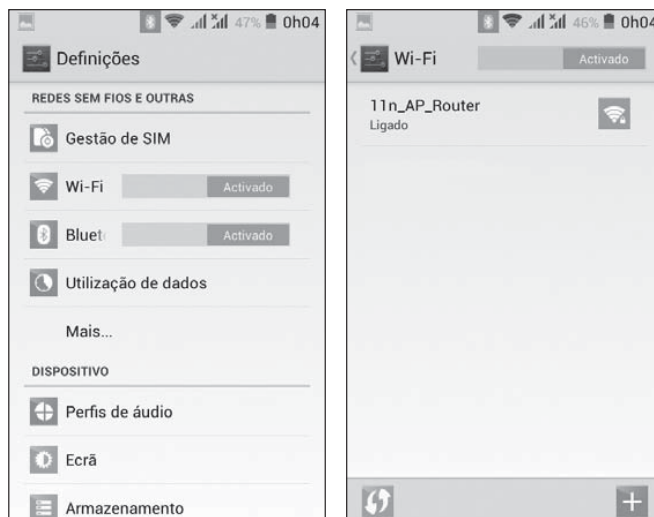 47% 0h04
Definições
REDES SEM FIOS E OUTRAS
Gestão de SIM
Wi-Fi Activado
Bluet Activado
Utilização de dados
Mais...
DISPOSITIVO
Perfis de áudio
Ecrã
Armazenamento
46% 0h04
Wi-Fi Activado
11n_AP_Router
Ligado